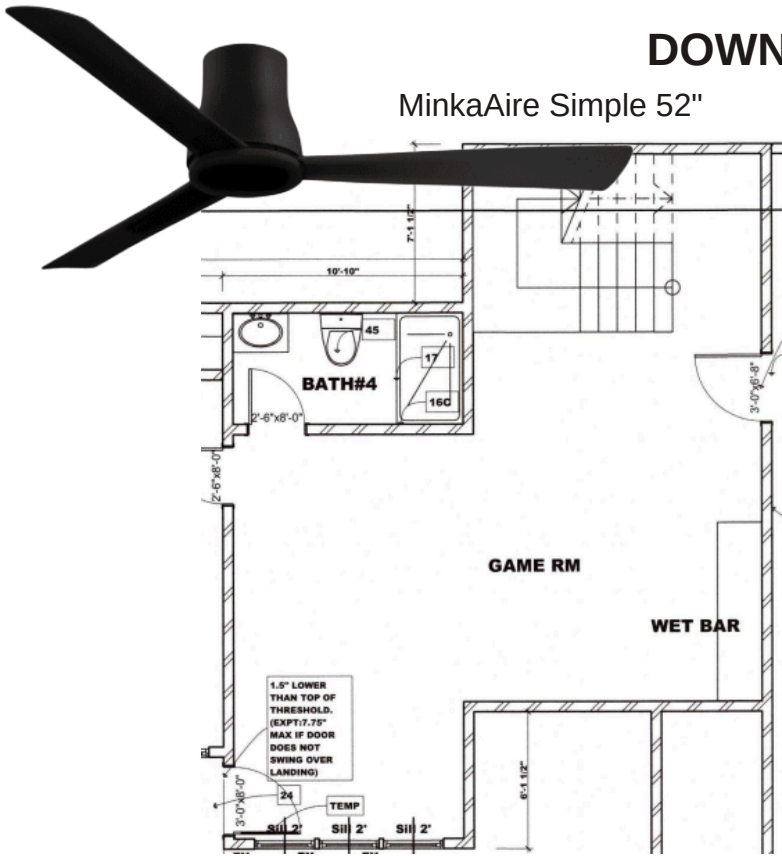 DOWN
MinkaAire Simple 52"
7'-1 1/2"
10'-10"
45
17
BATH#4
16C
2'-6"x8'-0"
3'-0"x6'-8"
2'-6"x8'-0"
GAME RM
WET BAR
1.5" LOWER
THAN TOP OF
THRESHOLD.
(EXPT:7.75"
MAX IF DOOR
DOES NOT
SWING OVER
LANDING)
6'-1 1/2"
3'-0"x8'-0"
24
TEMP
Sill 2' Sill 2' Sill 2'